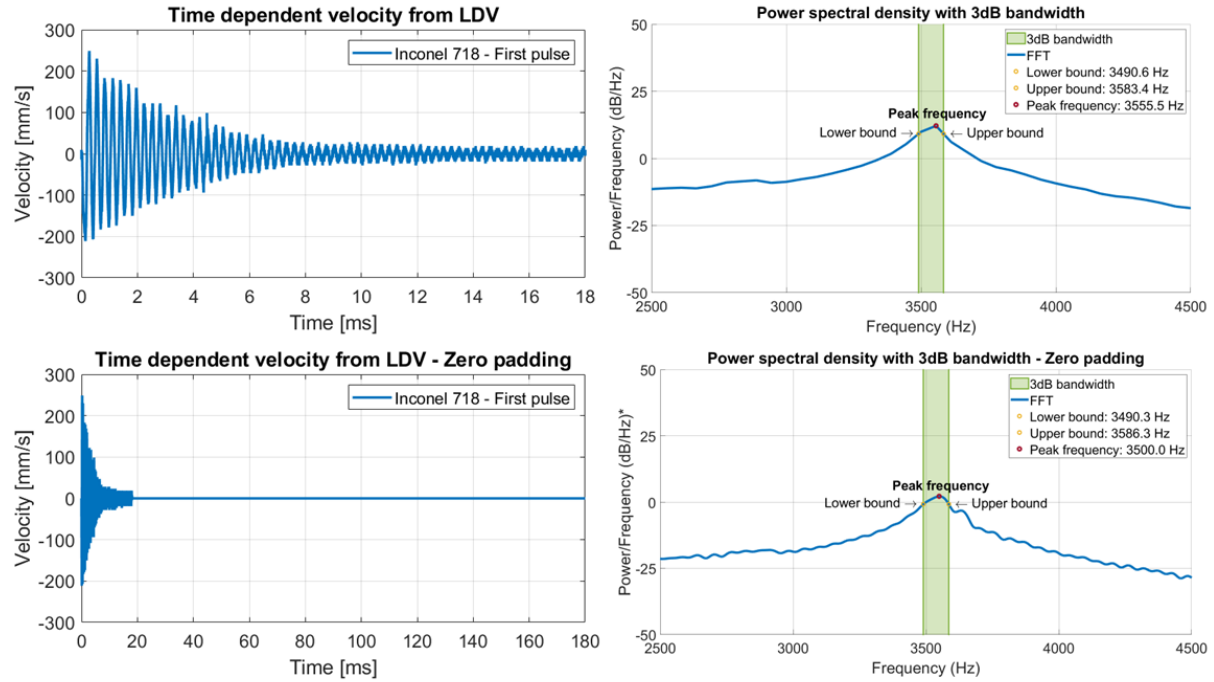 Time dependent velocity from LDV
300
200
100
0
-100
-200
-300
Velocity [mm/s]
Inconel 718 - First pulse
0 2 4 6 8 10 12 14 16 18
Time [ms]
Power spectral density with 3dB bandwidth
50
25
0
-25
-50
Power/Frequency (dB/Hz)
3dB bandwidth
FFT
Lower bound: 3490.6 Hz
Upper bound: 3583.4 Hz
Peak frequency: 3555.5 Hz
Peak frequency
Lower bound → ← Upper bound
2500 3000 3500 4000 4500
Frequency (Hz)
Time dependent velocity from LDV - Zero padding
300
200
100
0
-100
-200
-300
Velocity [mm/s]
Inconel 718 - First pulse
0 20 40 60 80 100 120 140 160 180
Time [ms]
Power spectral density with 3dB bandwidth - Zero padding
50
25
0
-25
-50
Power/Frequency (dB/Hz)*
3dB bandwidth
FFT
Lower bound: 3490.3 Hz
Upper bound: 3586.3 Hz
Peak frequency: 3500.0 Hz
Peak frequency
Lower bound → ← Upper bound
2500 3000 3500 4000 4500
Frequency (Hz)